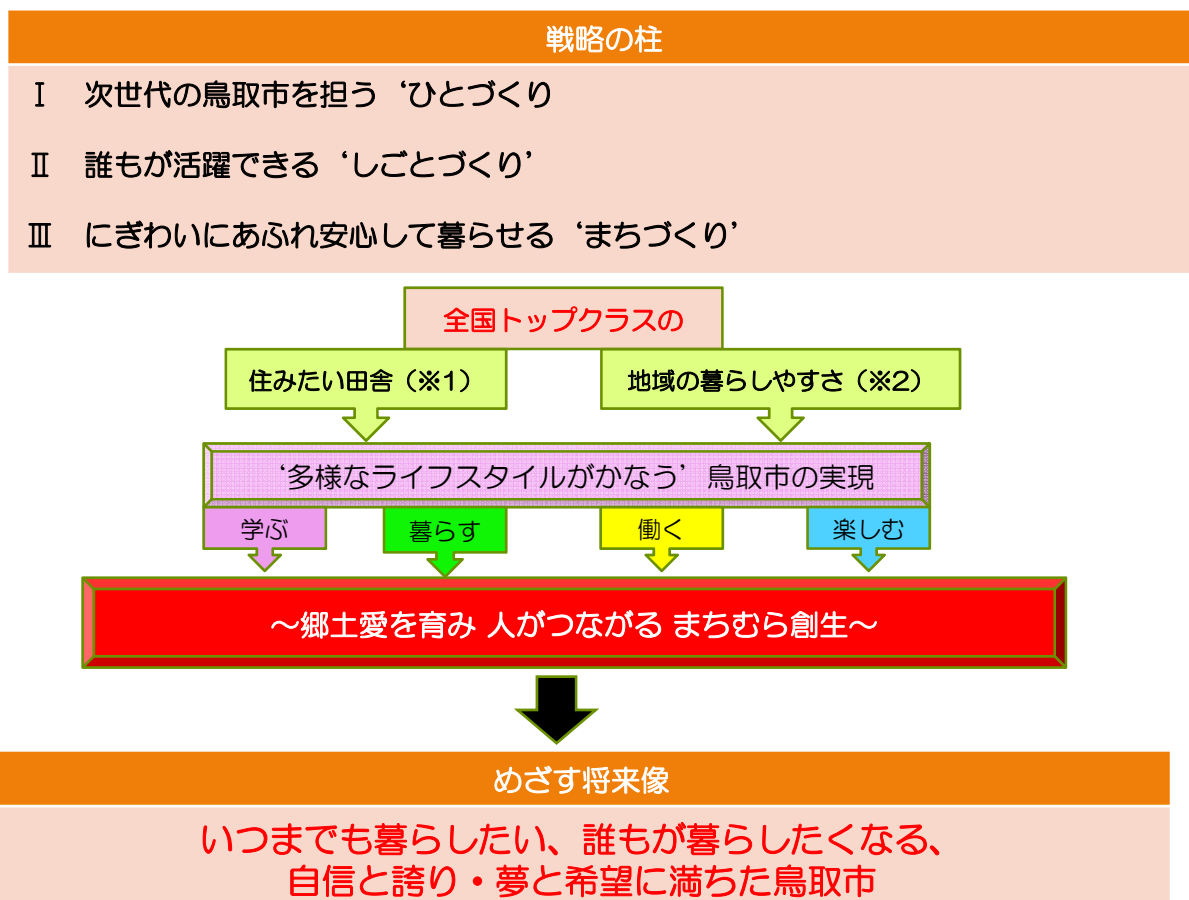 戦略の柱
Ⅰ 次世代の鳥取市を担う‘ひとづくり
Ⅱ 誰もが活躍できる‘しごとづくり’
Ⅲ にぎわいにあふれ安心して暮らせる‘まちづくり’
全国トップクラスの
住みたい田舎（※1）
地域の暮らしやすさ（※2）
‘多様なライフスタイルがかなう’鳥取市の実現
学ぶ
暮らす
働く
楽しむ
～郷土愛を育み 人がつながる まちむら創生～
めざす将来像
いつまでも暮らしたい、誰もが暮らしたくなる、
自信と誇り・夢と希望に満ちた鳥取市